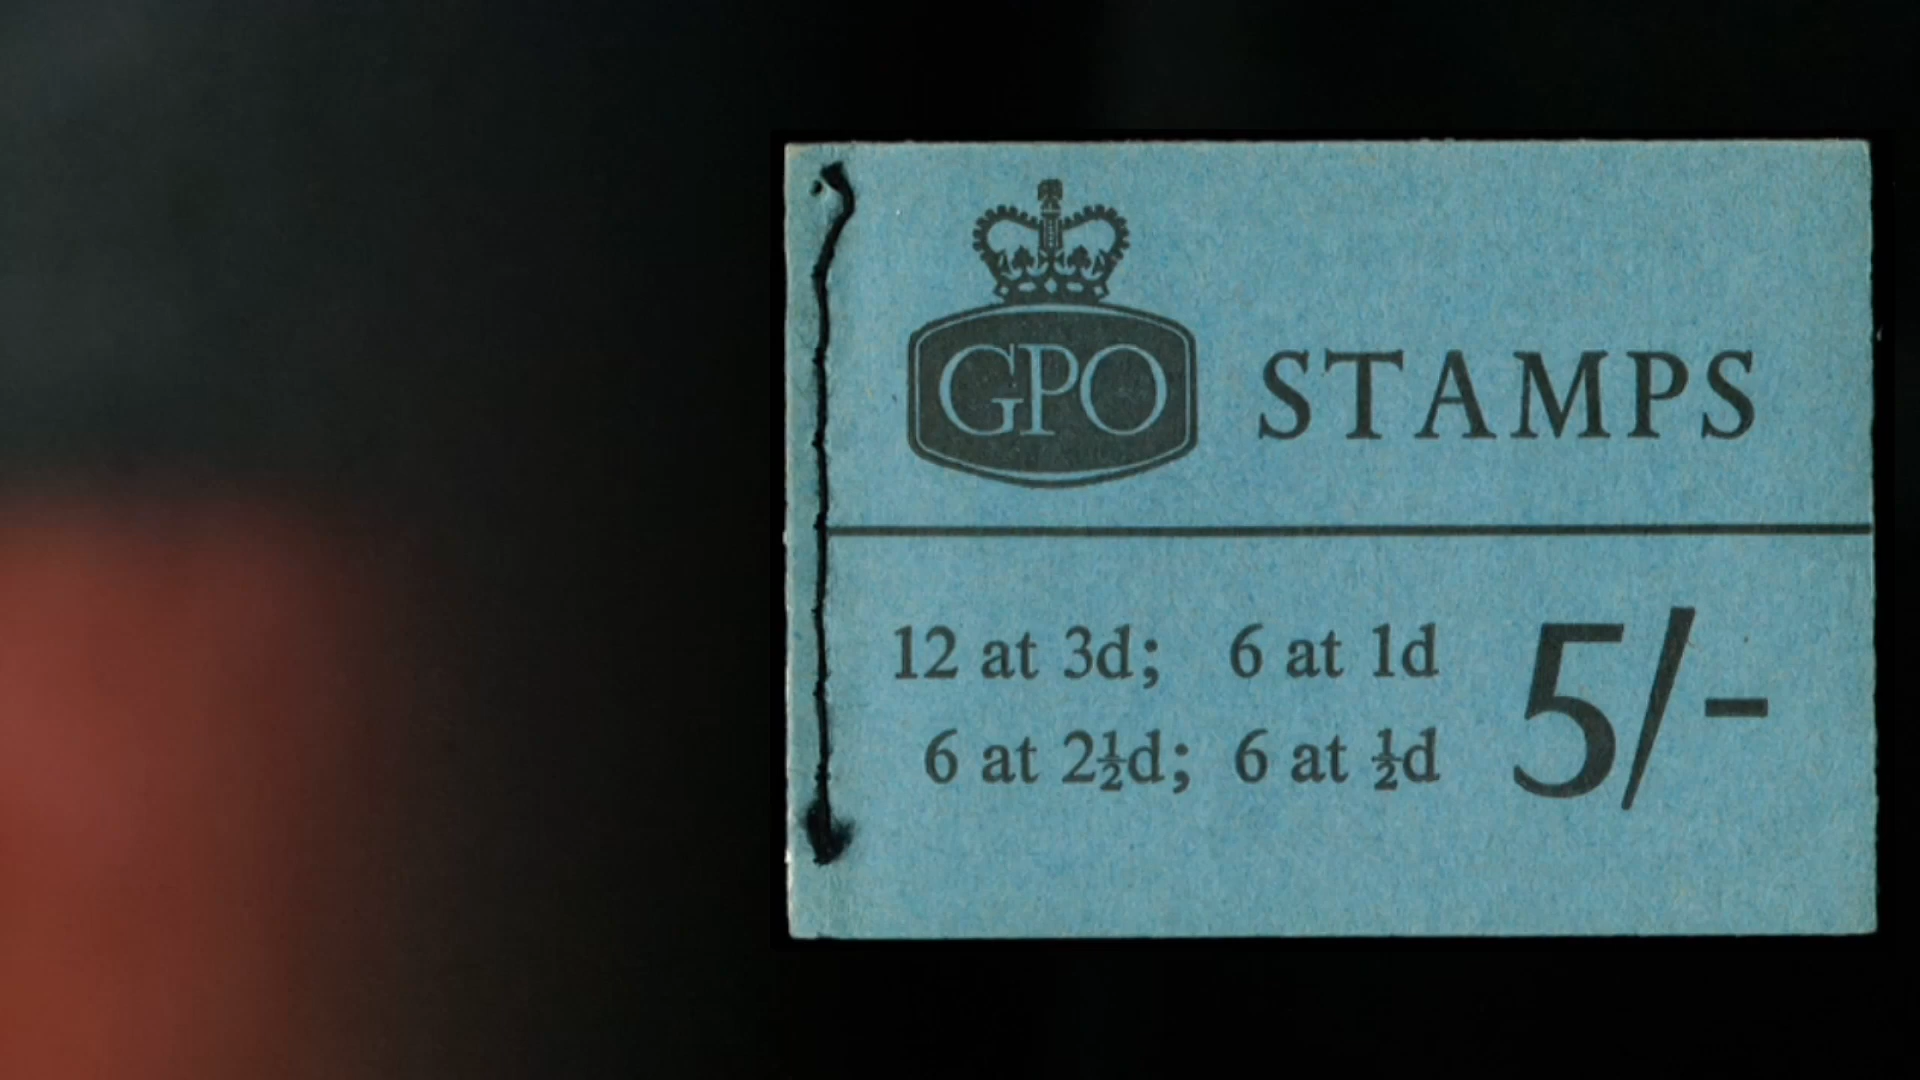 GPO STAMPS
12 at 3d; 6 at 1d
6 at 2½d; 6 at ½d
5/-